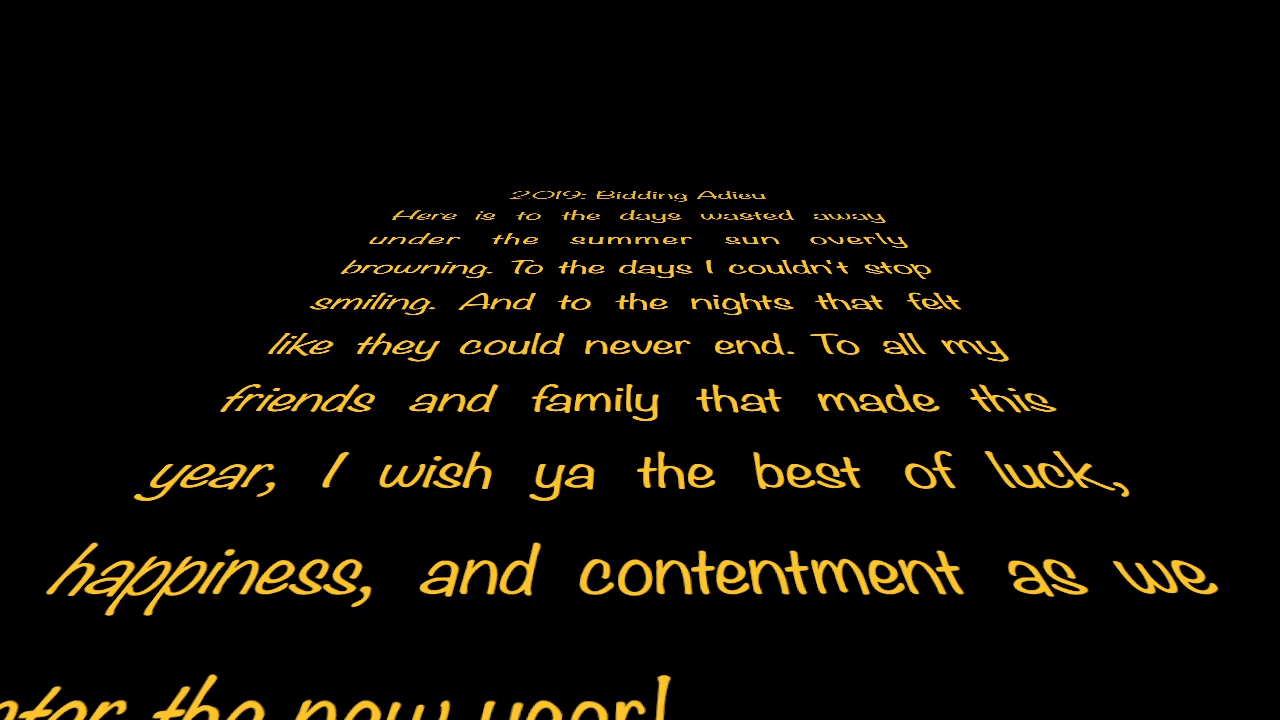 2019: Bidding Adieu
Here is to the days wasted away
under the summer sun overly
browning. To the days I couldn't stop
smiling. And to the nights that felt
like they could never end. To all my
friends and family that made this
year, I wish ya the best of luck,
happiness, and contentment as we
nter the new year!